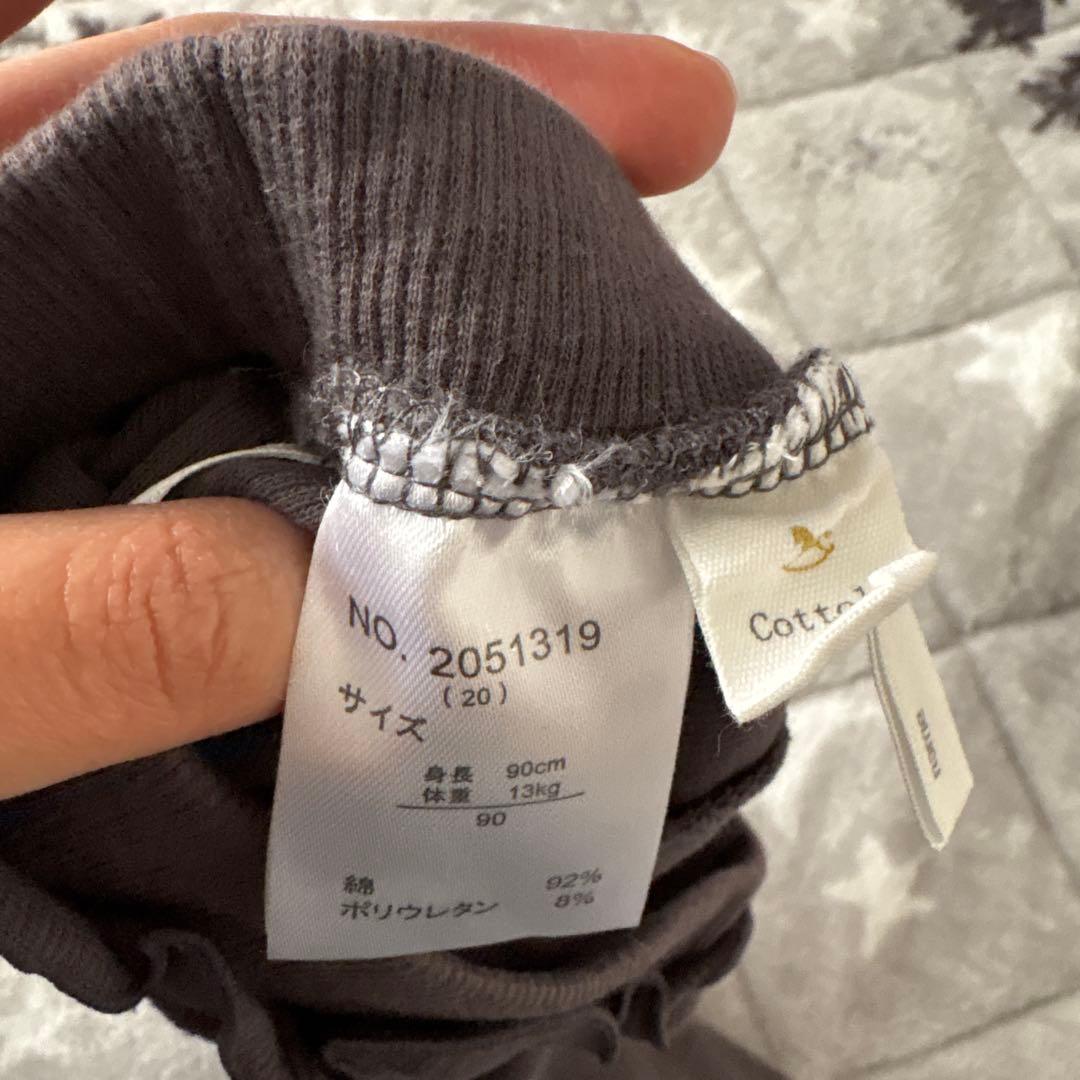 NO. 2051319
(20)
サイズ
身長 90cm
体重 13kg
90
綿 92%
ポリウレタン 8%